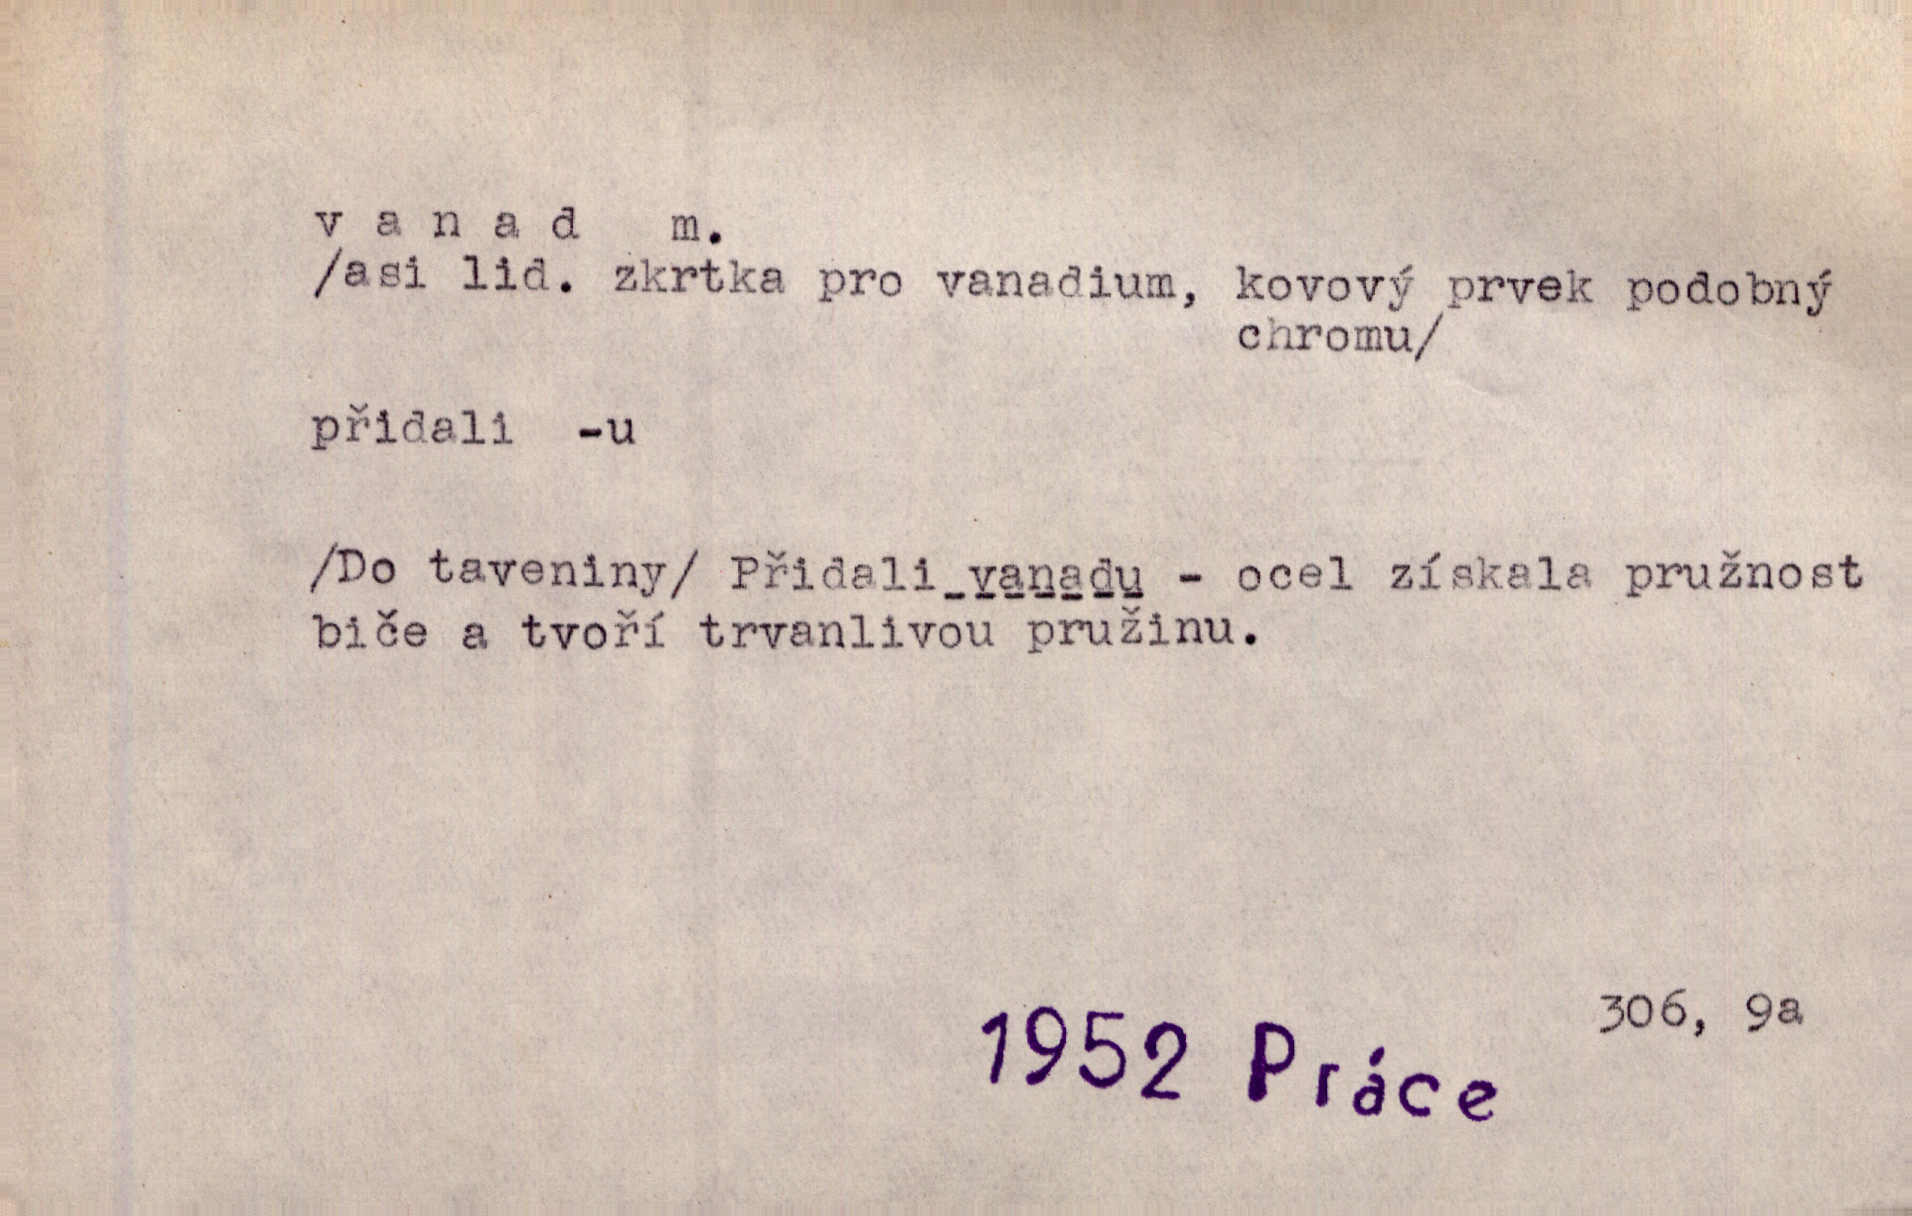 v a n a d m.
/asi lid. zkrtka pro vanadium, kovový prvek podobný
chromu/
přidali -u
/Do taveniny/ Přidali vanadu - ocel získala pružnost
biče a tvoří trvanlivou pružinu.
306, 9a
1952 Práce